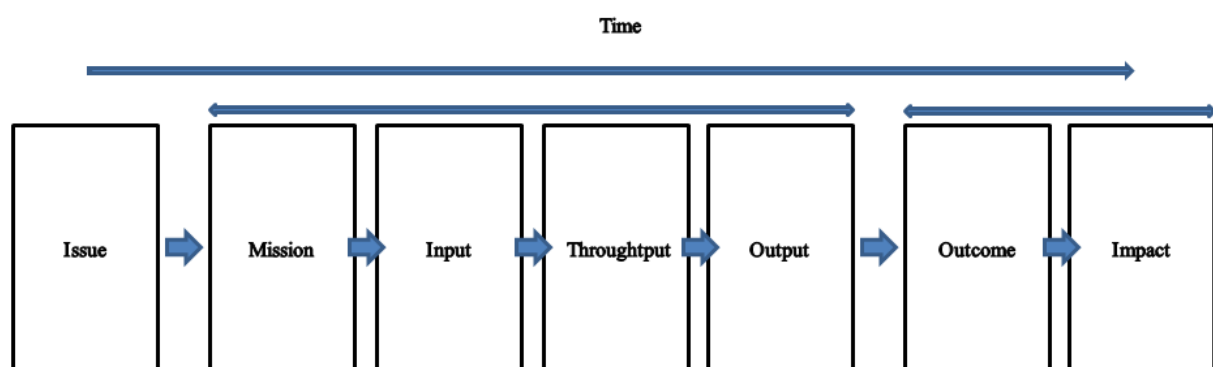 Time
Issue
Mission
Input
Throughtput
Output
Outcome
Impact